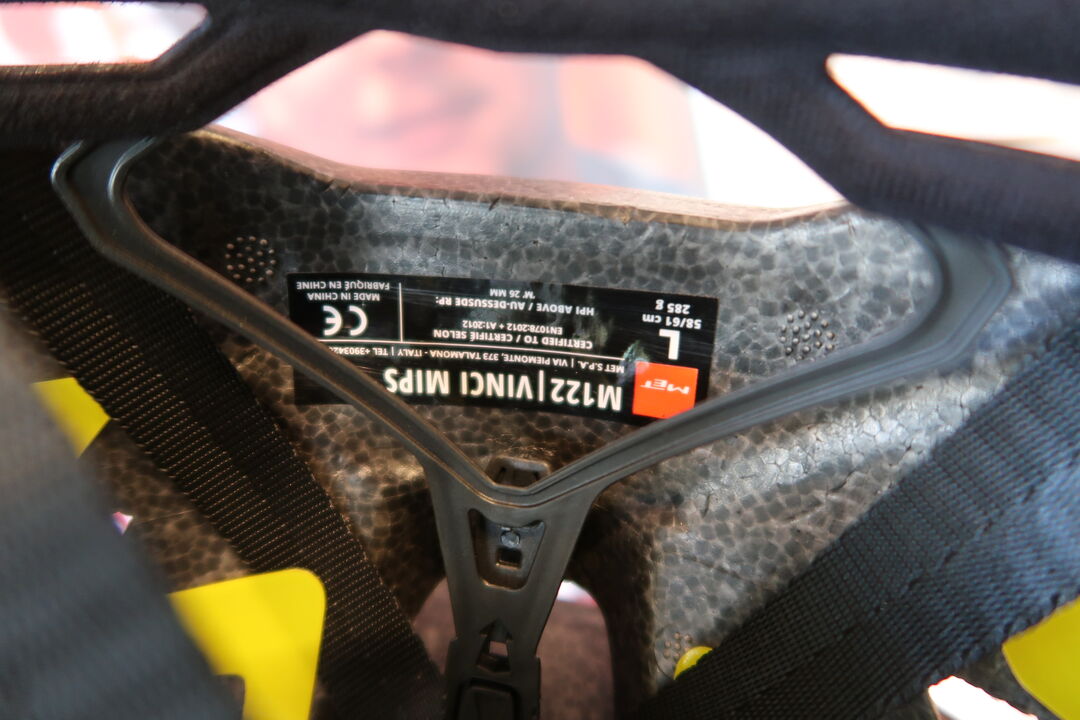 MET
M122 | VINCI MIPS
MET S.P.A. | VIA PIEMONTE, 373 TALAMONA - ITALY | TEL +390342
L
58/61 cm
285 g
CERTIFIED TO / CERTIFIÉ SELON
EN1078:2012 + A1:2012
HPI ABOVE / AU-DESSUSDE RP:
"M" 26 MM
CE
MADE IN CHINA
FABRIQUÉ EN CHINE